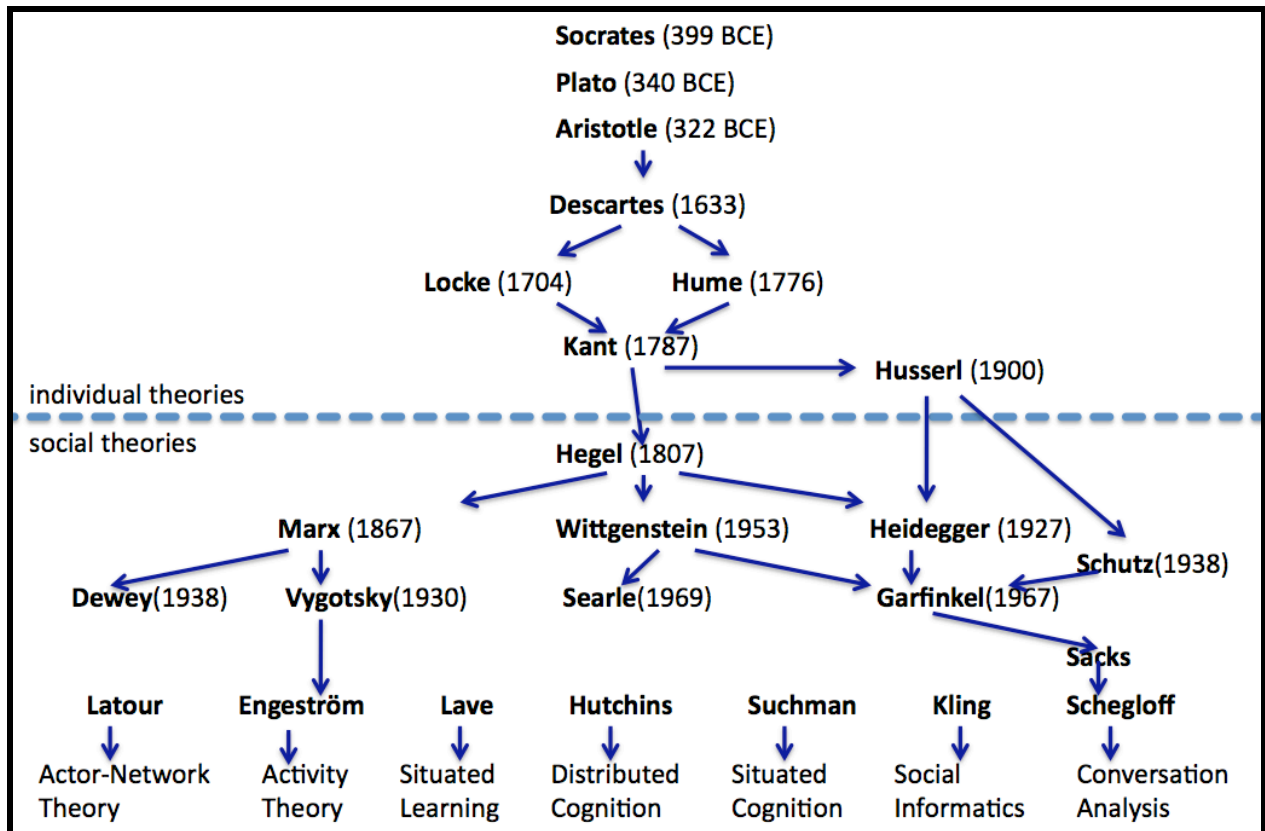 Socrates (399 BCE)
Plato (340 BCE)
Aristotle (322 BCE)
Descartes (1633)
Locke (1704) Hume (1776)
Kant (1787)
Husserl (1900)
individual theories
social theories
Hegel (1807)
Marx (1867) Wittgenstein (1953) Heidegger (1927)
Schutz(1938)
Dewey(1938) Vygotsky(1930) Searle(1969) Garfinkel(1967)
Sacks
Latour Engeström Lave Hutchins Suchman Kling Schegloff
Actor-Network Activity Situated Distributed Situated Social Conversation
Theory Theory Learning Cognition Cognition Informatics Analysis